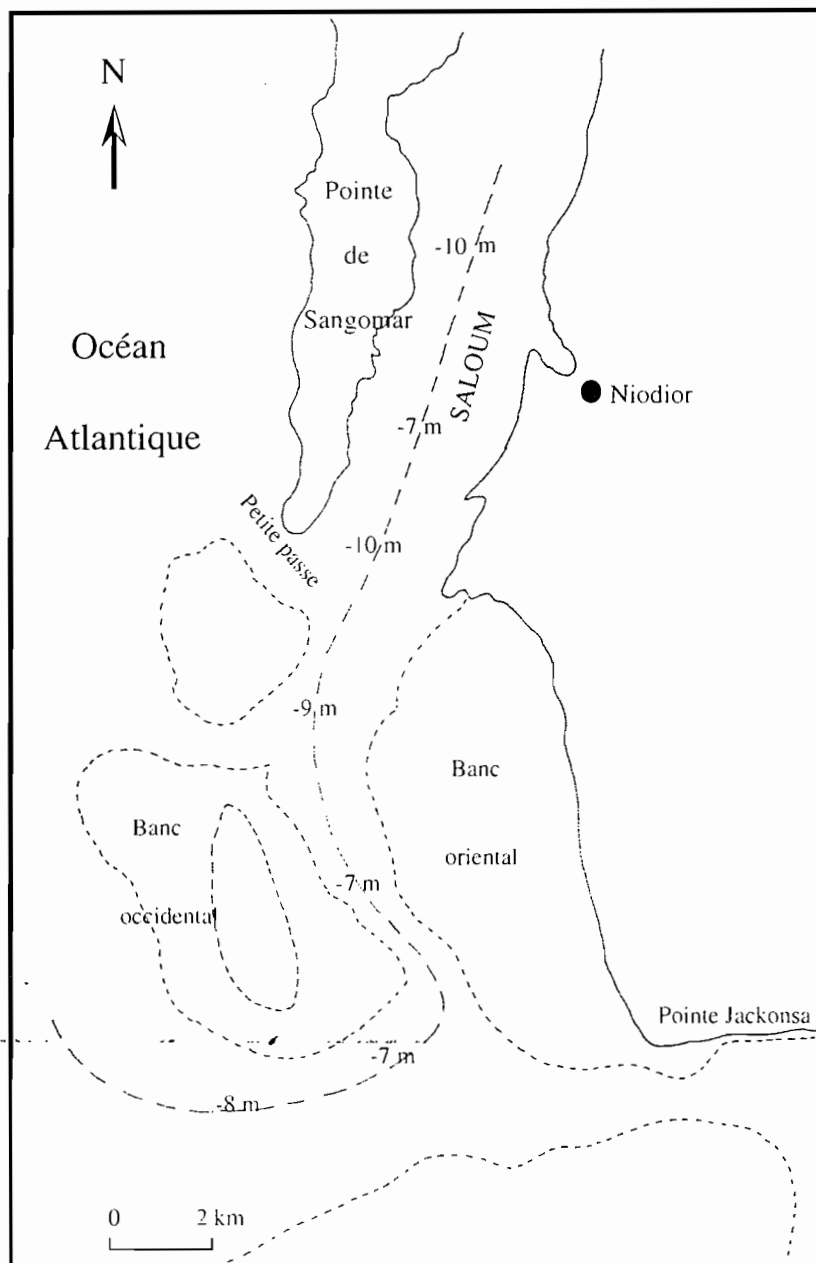 N
Pointe
de
Sangomar
Océan
Atlantique
-10 m
SALOUM
Niodior
-7 m
Petite passe
-10 m
-9 m
Banc
oriental
Banc
occidental
-7 m
Pointe Jackonsa
-7 m
-8 m
0 2 km